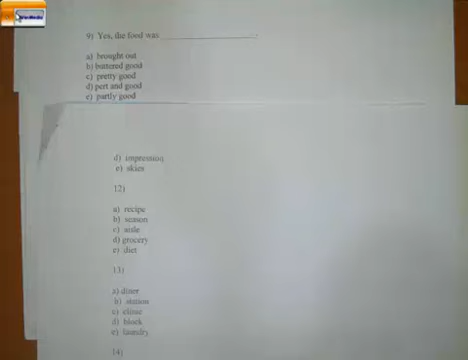 9) Yes, the food was ____________________.
a) brought out
b) buttered good
c) pretty good
d) pert and good
e) partly good
d) impression
e) skies
12)
a) recipe
b) season
c) aisle
d) grocery
e) diet
13)
a) diner
b) station
c) clinic
d) block
e) laundry
14)